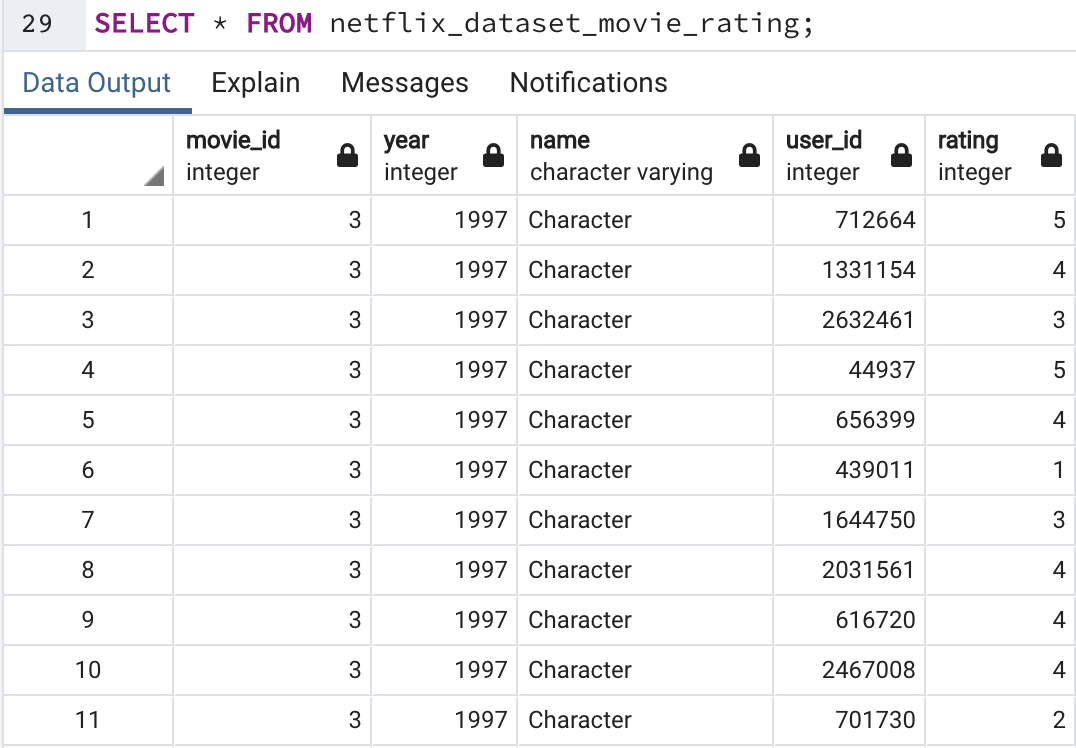 29 SELECT * FROM netflix_dataset_movie_rating;
Data Output Explain Messages Notifications
movie_id year name user_id rating
integer integer character varying integer integer
1 3 1997 Character 712664 5
2 3 1997 Character 1331154 4
3 3 1997 Character 2632461 3
4 3 1997 Character 44937 5
5 3 1997 Character 656399 4
6 3 1997 Character 439011 1
7 3 1997 Character 1644750 3
8 3 1997 Character 2031561 4
9 3 1997 Character 616720 4
10 3 1997 Character 2467008 4
11 3 1997 Character 701730 2